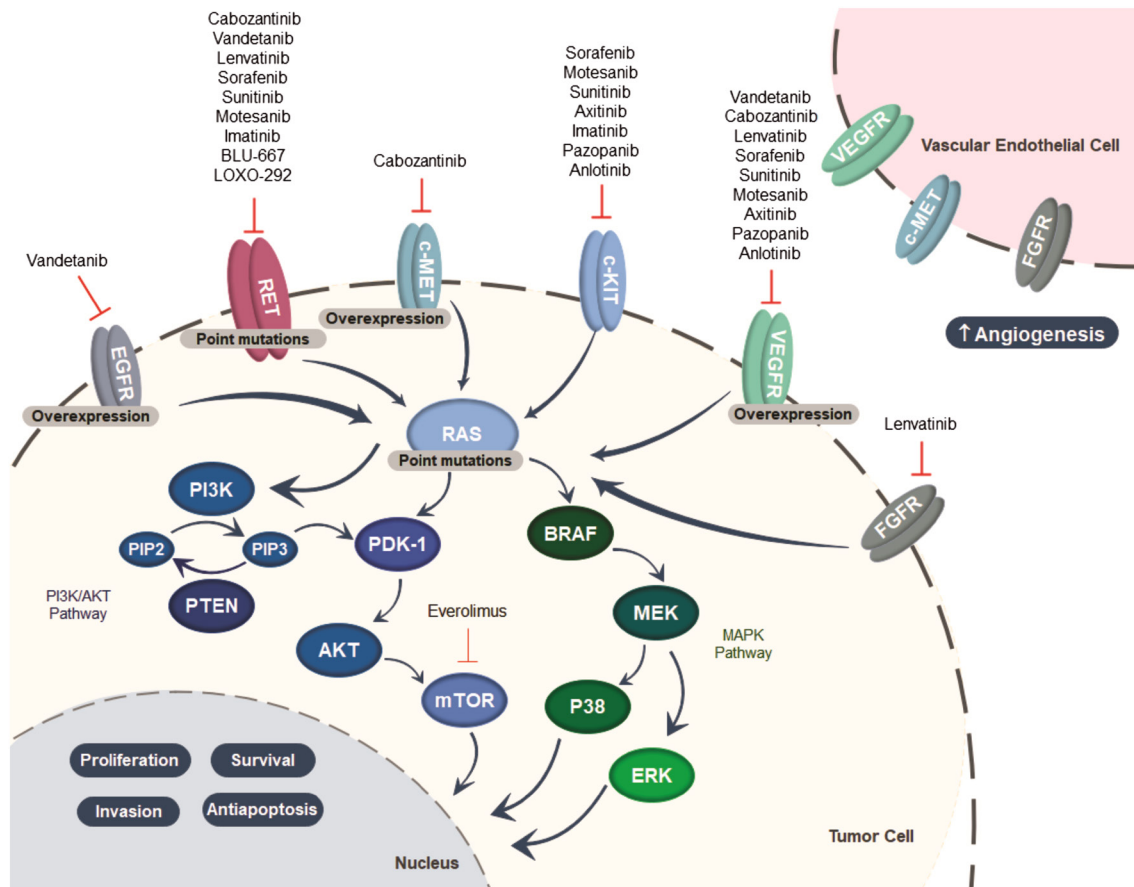 Cabozantinib
Vandetanib
Lenvatinib
Sorafenib
Sunitinib
Motesanib
Imatinib
BLU-667
LOXO-292
Cabozantinib
Sorafenib
Motesanib
Sunitinib
Axitinib
Imatinib
Pazopanib
Anlotinib
Vandetanib
Cabozantinib
Lenvatinib
Sorafenib
Sunitinib
Motesanib
Axitinib
Pazopanib
Anlotinib
VEGFR
Vascular Endothelial Cell
c-MET
FGFR
↑ Angiogenesis
Vandetanib
EGFR
Overexpression
RET
Point mutations
c-MET
Overexpression
c-KIT
VEGFR
Overexpression
Lenvatinib
FGFR
RAS
Point mutations
PI3K
PIP2
PIP3
PTEN
PI3K/AKT
Pathway
PDK-1
BRAF
AKT
Everolimus
mTOR
MEK
MAPK
Pathway
P38
ERK
Proliferation
Survival
Invasion
Antiapoptosis
Nucleus
Tumor Cell